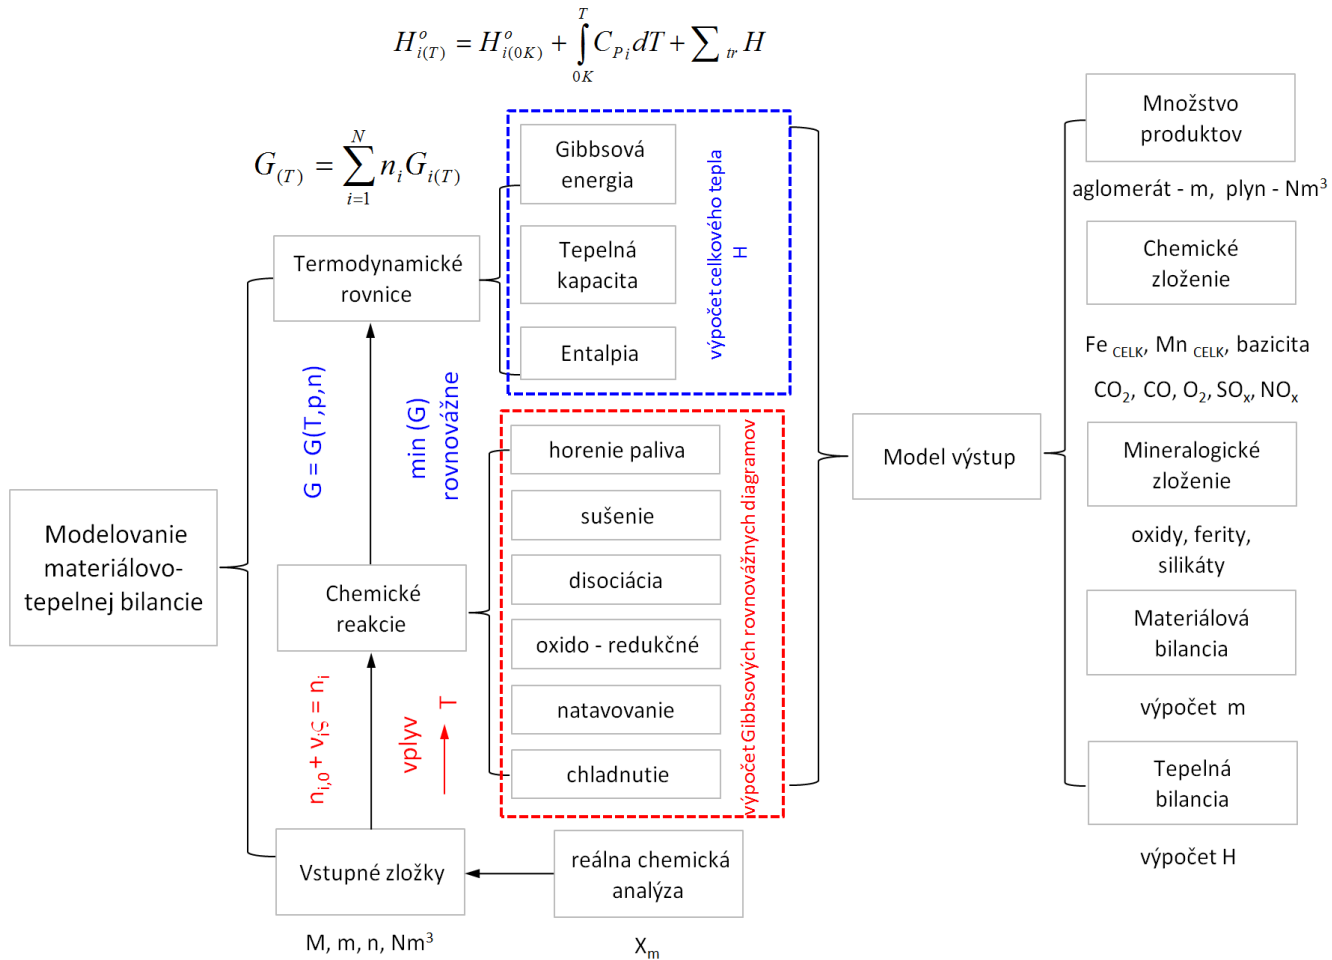 H°i(T) = H°i(0K) + ∫0K^T CPi dT + ∑ tr H
G(T) = ∑i=1^N ni Gi(T)
Modelovanie
materiálovo-
tepelnej bilancie
Termodynamické
rovnice
G = G(T,p,n)
min (G)
rovnovážne
Chemické
reakcie
ni,0 + νiς = ni
vplyv
T
Vstupné zložky
M, m, n, Nm³
reálna chemická
analýza
Xm
Gibbsová
energia
Tepelná
kapacita
Entalpia
výpočet celkového tepla
H
horenie paliva
sušenie
disociácia
oxido - redukčné
natavovanie
chladnutie
výpočet Gibbsových rovnovážnych diagramov
Model výstup
Množstvo
produktov
aglomerát - m, plyn - Nm³
Chemické
zloženie
Fe CELK, Mn CELK, bazicita
CO₂, CO, O₂, SOₓ, NOₓ
Mineralogické
zloženie
oxidy, ferity,
silikáty
Materiálová
bilancia
výpočet m
Tepelná
bilancia
výpočet H